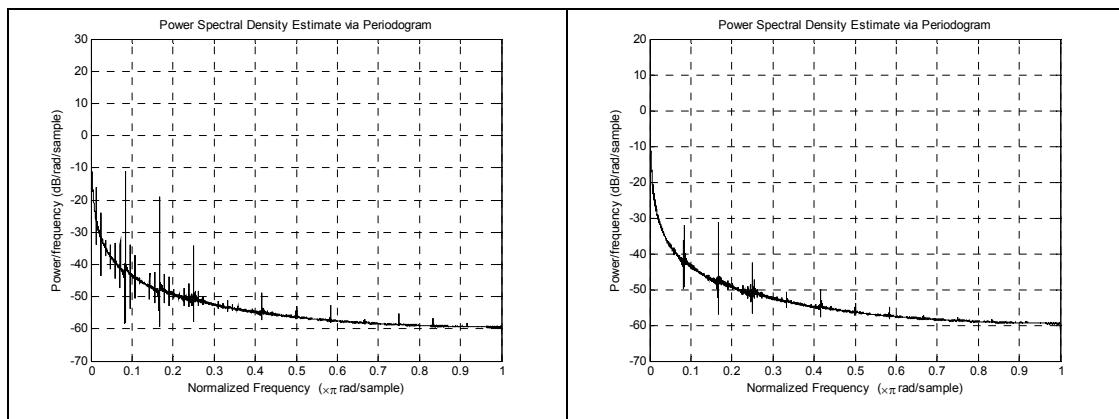 Power Spectral Density Estimate via Periodogram
30
20
10
0
-10
-20
-30
-40
-50
-60
-70
Power/frequency (dB/rad/sample)
0 0.1 0.2 0.3 0.4 0.5 0.6 0.7 0.8 0.9 1
Normalized Frequency (×π rad/sample)
Power Spectral Density Estimate via Periodogram
20
10
0
-10
-20
-30
-40
-50
-60
-70
Power/frequency (dB/rad/sample)
0 0.1 0.2 0.3 0.4 0.5 0.6 0.7 0.8 0.9 1
Normalized Frequency (×π rad/sample)